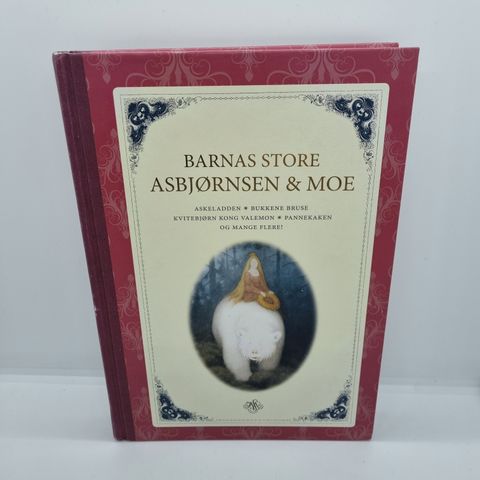 BARNAS STORE
ASBJØRNSEN & MOE
ASKELADDEN * BUKKENE BRUSE
KVITEBJØRN KONG VALEMON * PANNEKAKEN
OG MANGE FLERE!